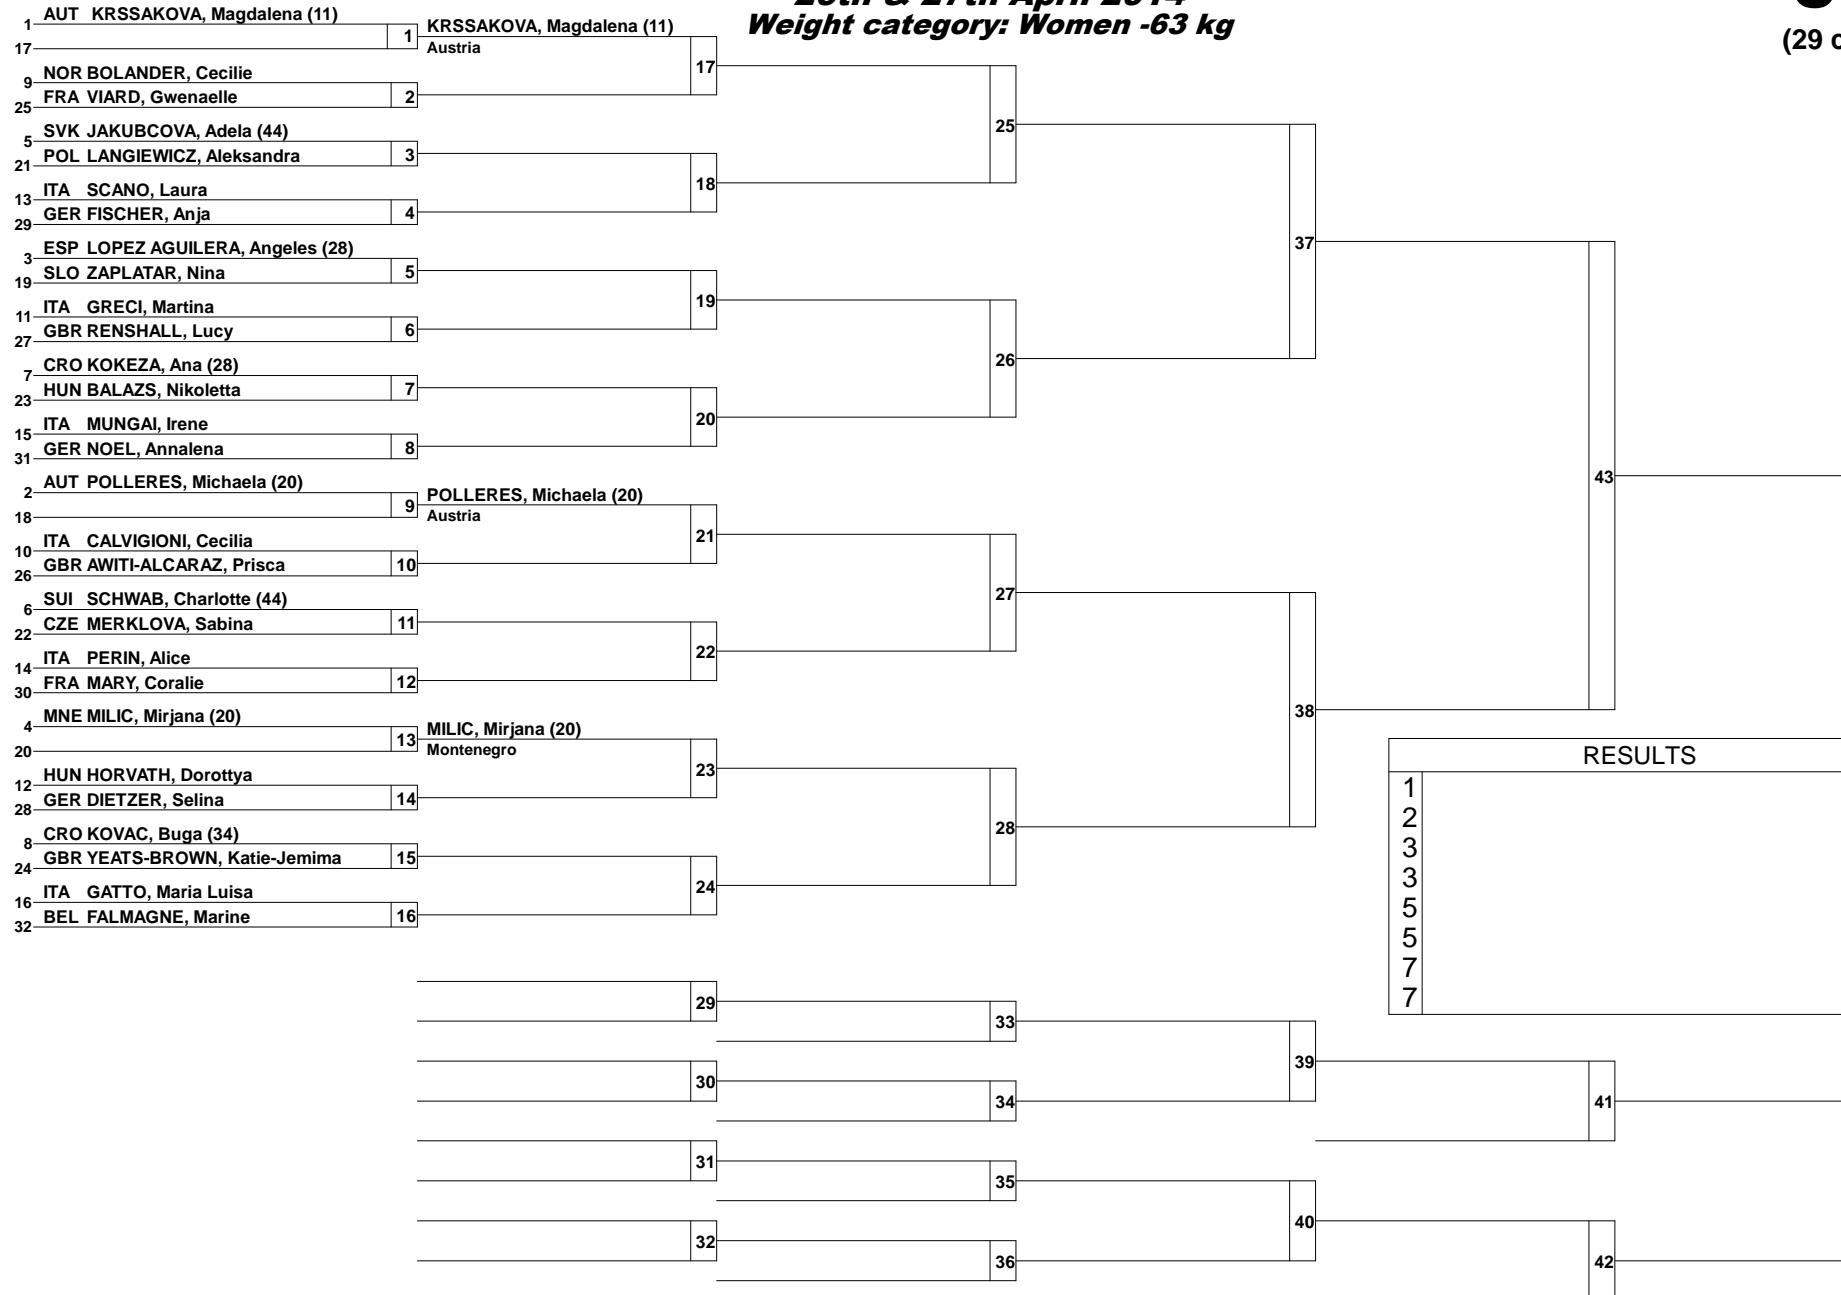 26th & 27th April 2014
Weight category: Women -63 kg
(29 c
1 AUT KRSSAKOVA, Magdalena (11)
17
1
KRSSAKOVA, Magdalena (11)
Austria
17
9 NOR BOLANDER, Cecilie
25 FRA VIARD, Gwenaelle
2
5 SVK JAKUBCOVA, Adela (44)
21 POL LANGIEWICZ, Aleksandra
3
18
25
13 ITA SCANO, Laura
29 GER FISCHER, Anja
4
3 ESP LOPEZ AGUILERA, Angeles (28)
19 SLO ZAPLATAR, Nina
5
19
37
11 ITA GRECI, Martina
27 GBR RENSHALL, Lucy
6
7 CRO KOKEZA, Ana (28)
23 HUN BALAZS, Nikoletta
7
20
26
15 ITA MUNGAI, Irene
31 GER NOEL, Annalena
8
2 AUT POLLERES, Michaela (20)
18
9
POLLERES, Michaela (20)
Austria
21
43
10 ITA CALVIGIONI, Cecilia
26 GBR AWITI-ALCARAZ, Prisca
10
6 SUI SCHWAB, Charlotte (44)
22 CZE MERKLOVA, Sabina
11
22
27
14 ITA PERIN, Alice
30 FRA MARY, Coralie
12
4 MNE MILIC, Mirjana (20)
20
13
MILIC, Mirjana (20)
Montenegro
23
38
12 HUN HORVATH, Dorottya
28 GER DIETZER, Selina
14
8 CRO KOVAC, Buga (34)
24 GBR YEATS-BROWN, Katie-Jemima
15
24
28
16 ITA GATTO, Maria Luisa
32 BEL FALMAGNE, Marine
16
RESULTS
1
2
3
3
5
5
7
7
29
33
39
30
34
41
31
35
40
32
36
42